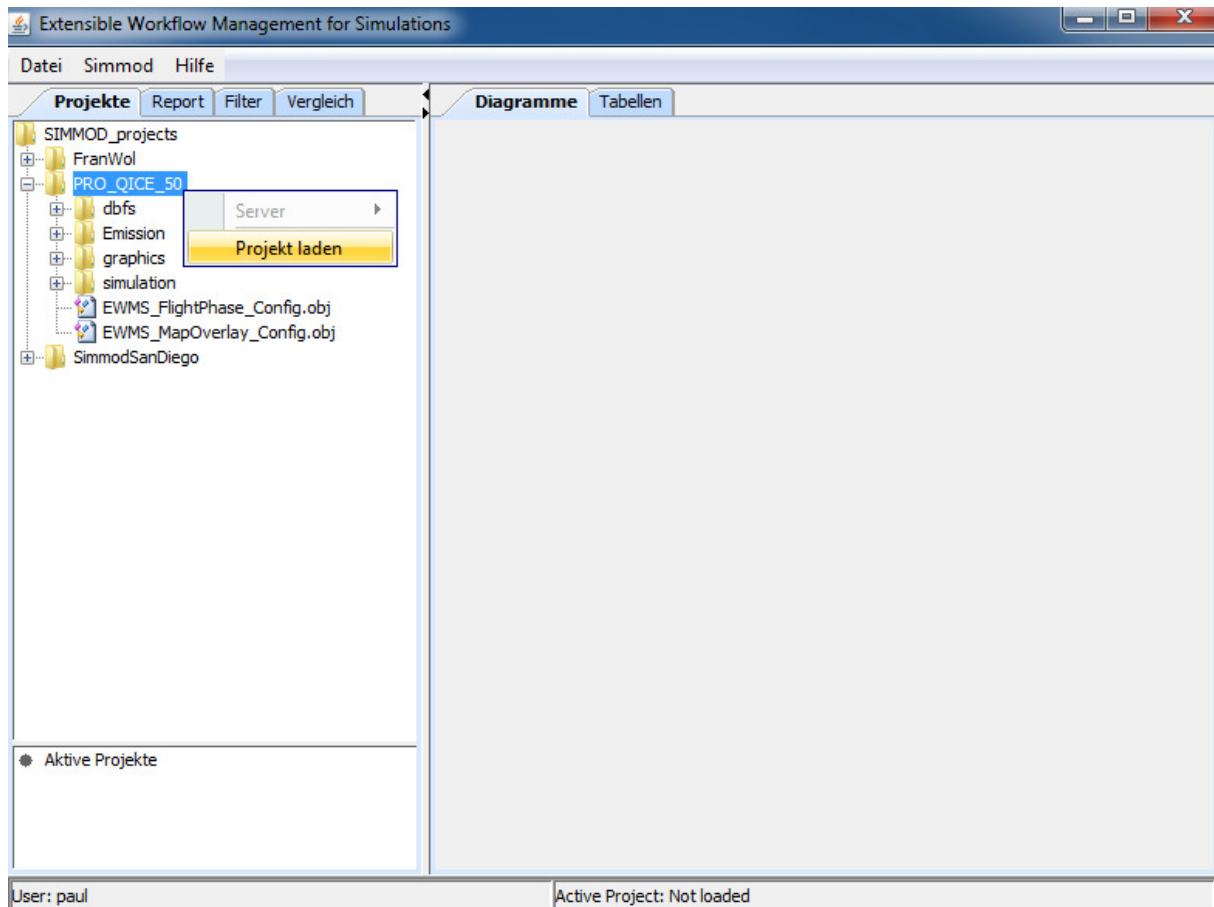 Extensible Workflow Management for Simulations
Datei Simmod Hilfe
Projekte Report Filter Vergleich
Diagramme Tabellen
SIMMOD_projects
FranWol
PRO_QICE_50
dbfs
Emission
graphics
simulation
EWMS_FlightPhase_Config.obj
EWMS_MapOverlay_Config.obj
SimmodSanDiego
Server
Projekt laden
Aktive Projekte
User: paul
Active Project: Not loaded